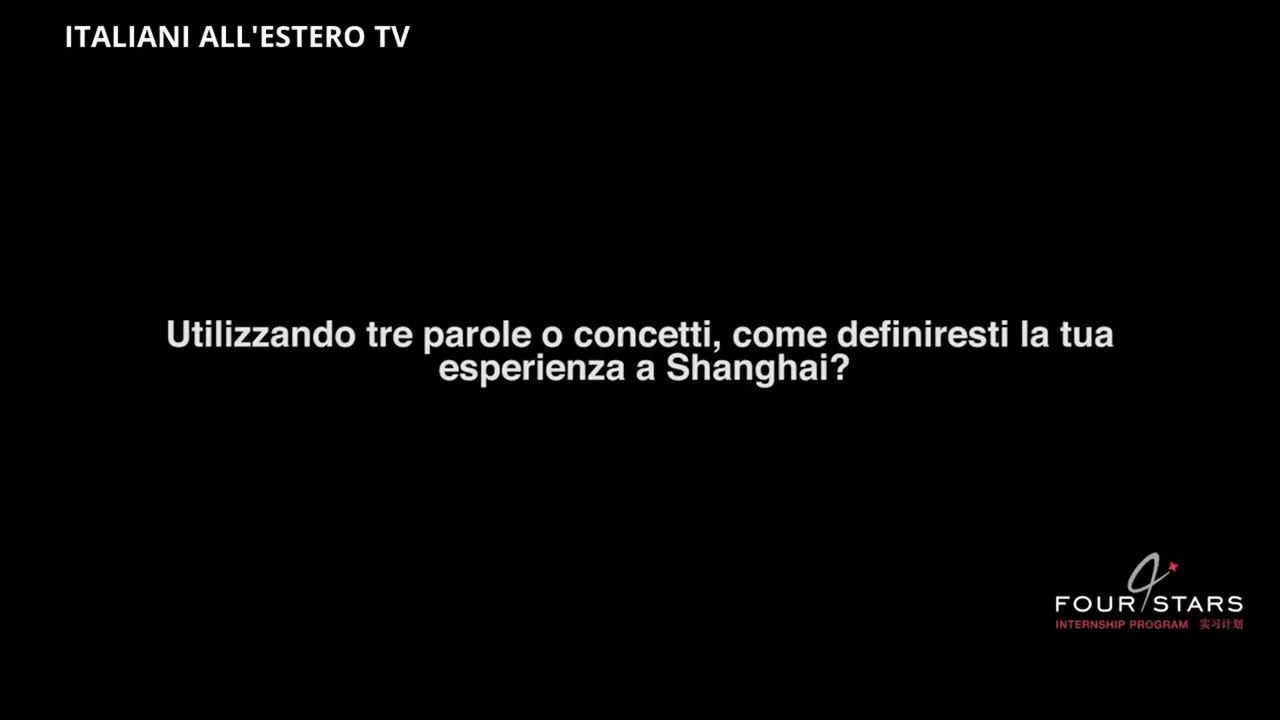 ITALIANI ALL'ESTERO TV
Utilizzando tre parole o concetti, come definiresti la tua
esperienza a Shanghai?
FOUR STARS
INTERNSHIP PROGRAM 实习计划